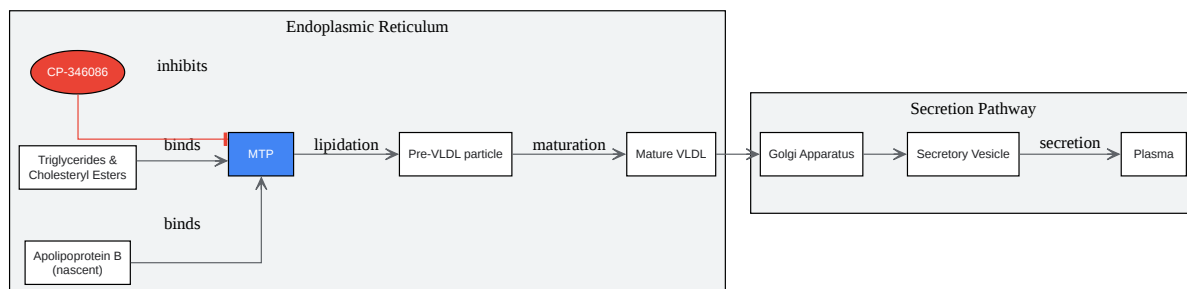 Endoplasmic Reticulum
CP-346086
inhibits
Secretion Pathway
binds
MTP
lipidation
Pre-VLDL particle
maturation
Mature VLDL
Golgi Apparatus
Secretory Vesicle
secretion
Plasma
Triglycerides &
Cholesteryl Esters
binds
Apolipoprotein B
(nascent)